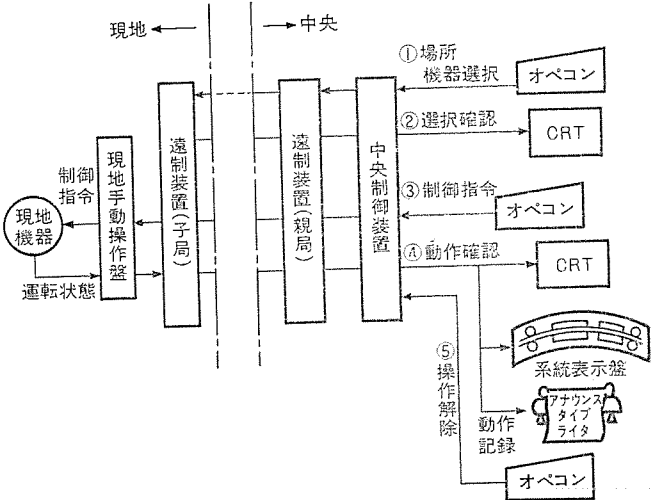 現地
中央
①場所
機器選択
オペコン
②選択確認
CRT
制御
指令
現地
機器
運転状態
現地手動操作盤
遠制装置(子局)
遠制装置(親局)
中央制御装置
③制御指令
オペコン
④動作確認
CRT
系統表示盤
⑤操作解除
動作
記録
アナウンス
タイプ
ライタ
オペコン